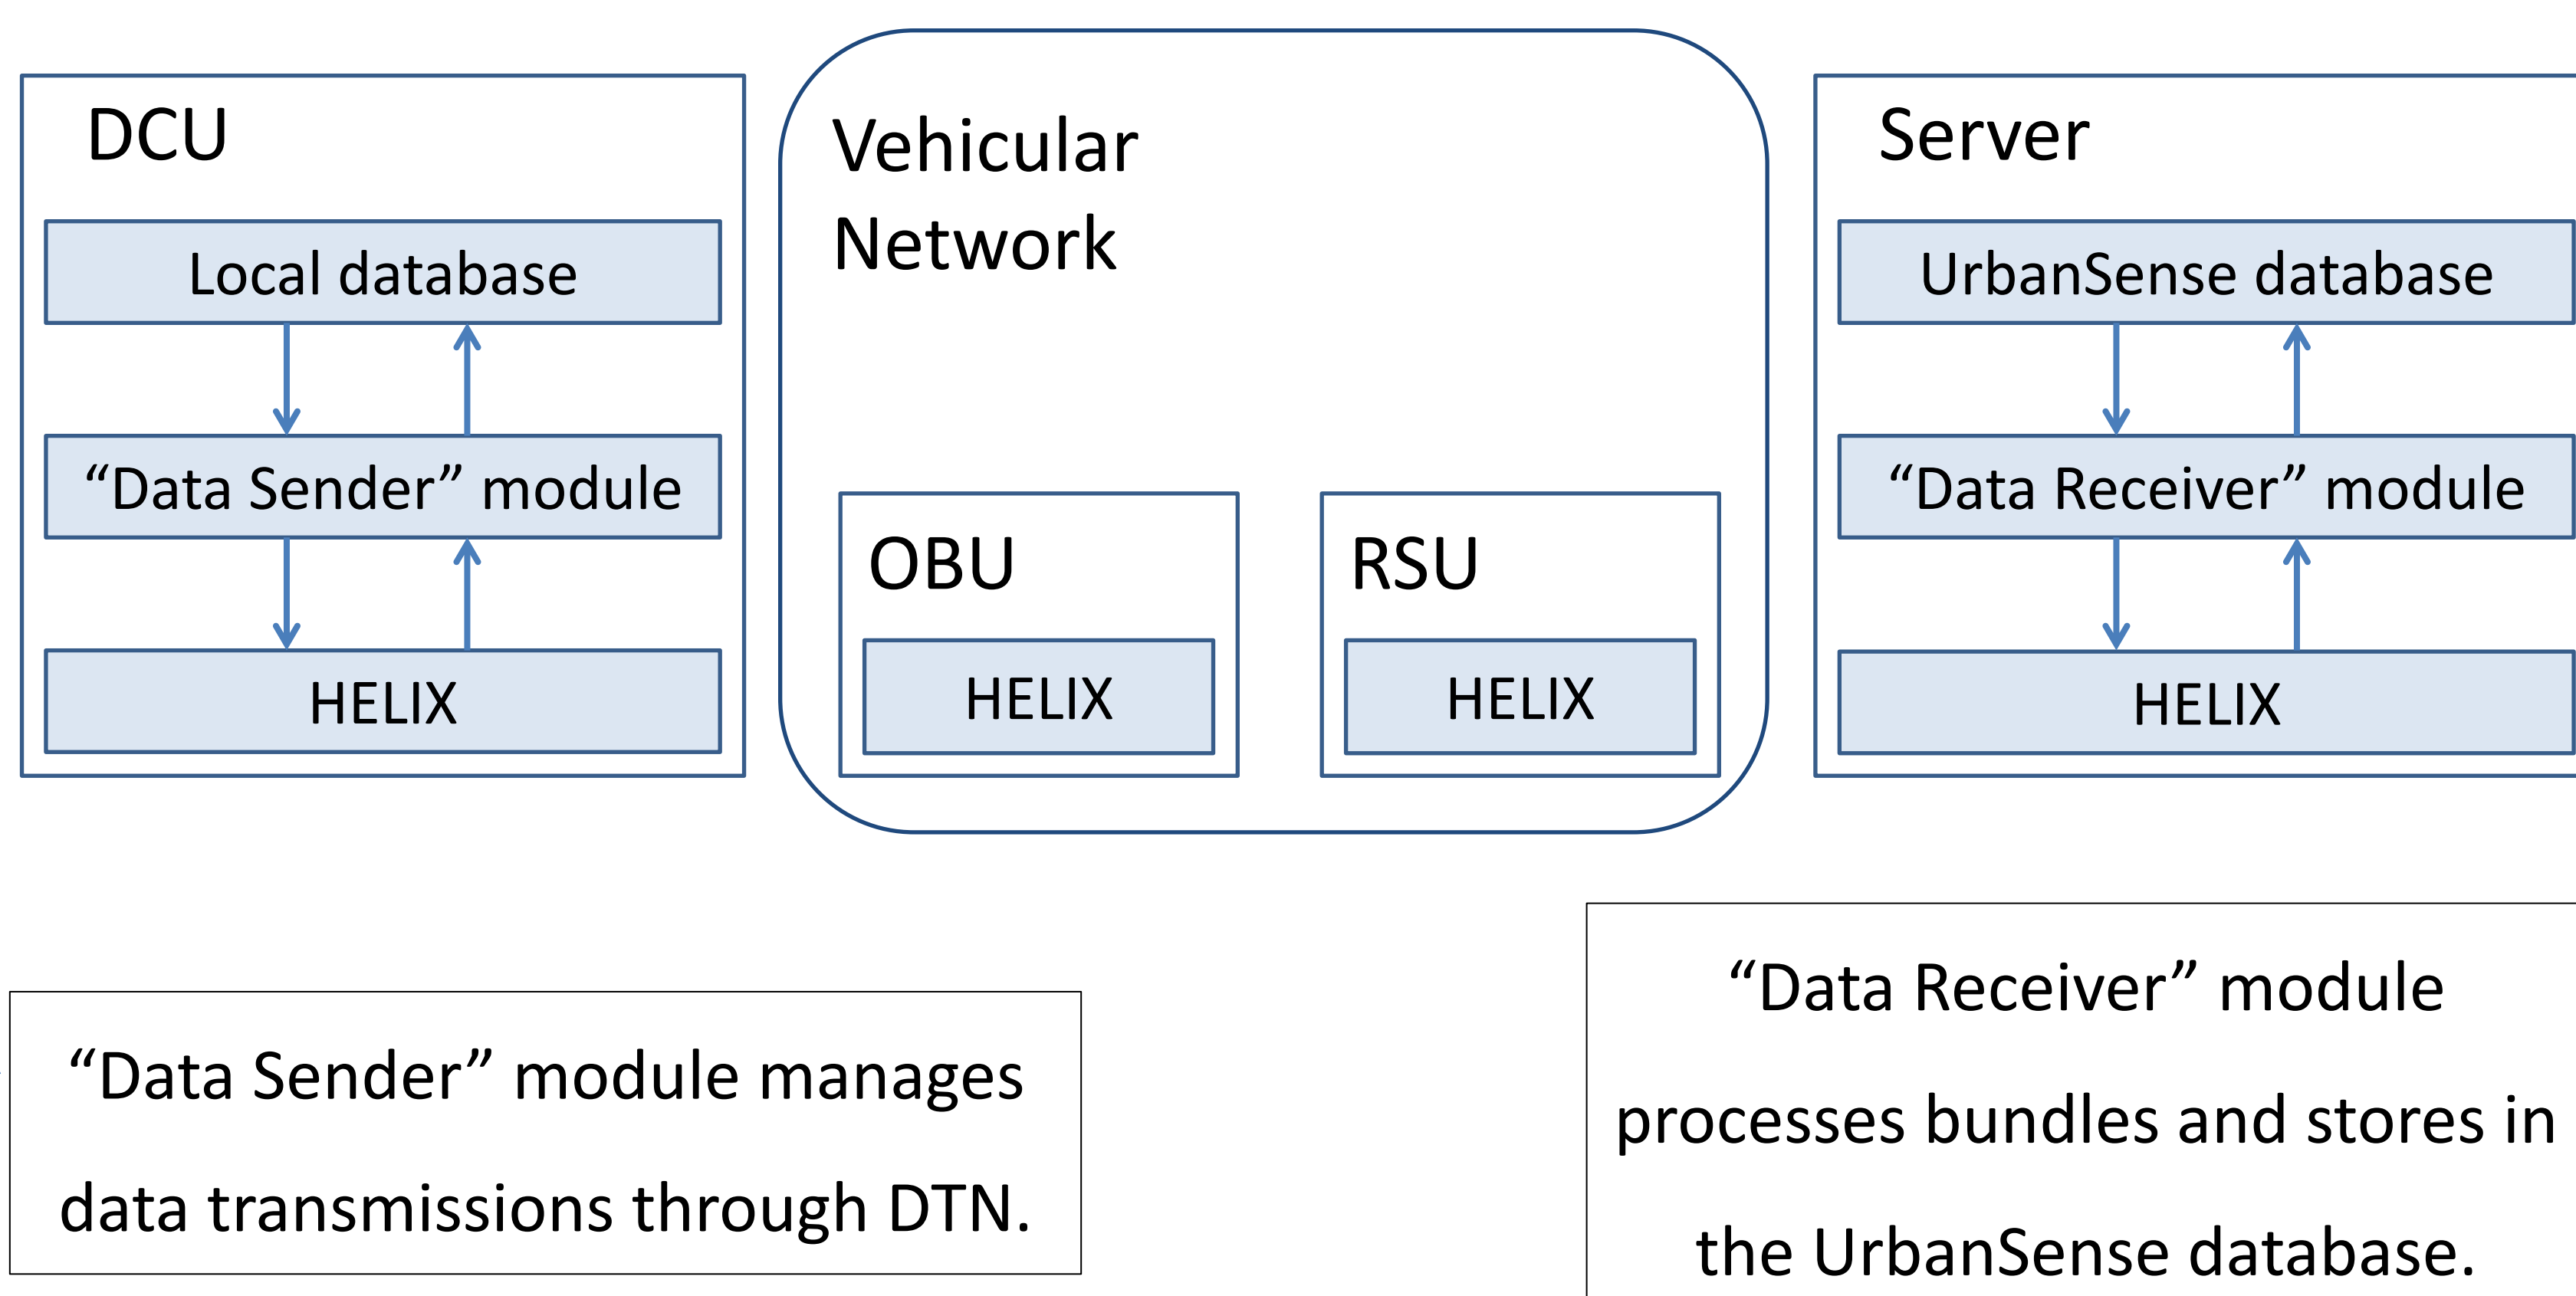 DCU
Local database
“Data Sender” module
HELIX
Vehicular
Network
OBU
HELIX
RSU
HELIX
Server
UrbanSense database
“Data Receiver” module
HELIX
“Data Sender” module manages
data transmissions through DTN.
“Data Receiver” module
processes bundles and stores in
the UrbanSense database.